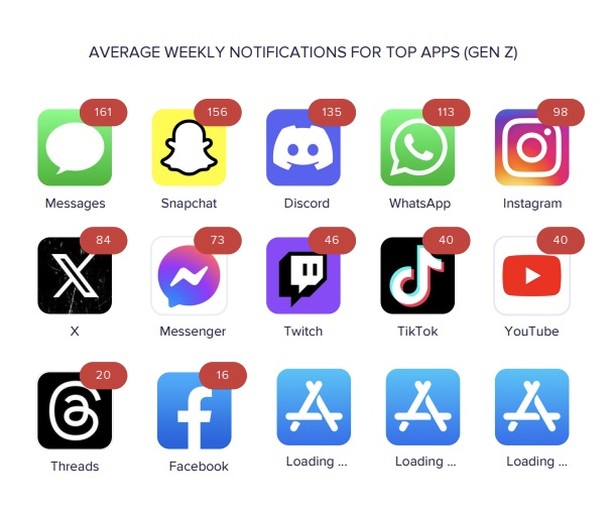 AVERAGE WEEKLY NOTIFICATIONS FOR TOP APPS (GEN Z)
161 156 135 113 98
Messages Snapchat Discord WhatsApp Instagram
84 73 46 40 40
X Messenger Twitch TikTok YouTube
20 16
Threads Facebook Loading ... Loading ... Loading ...